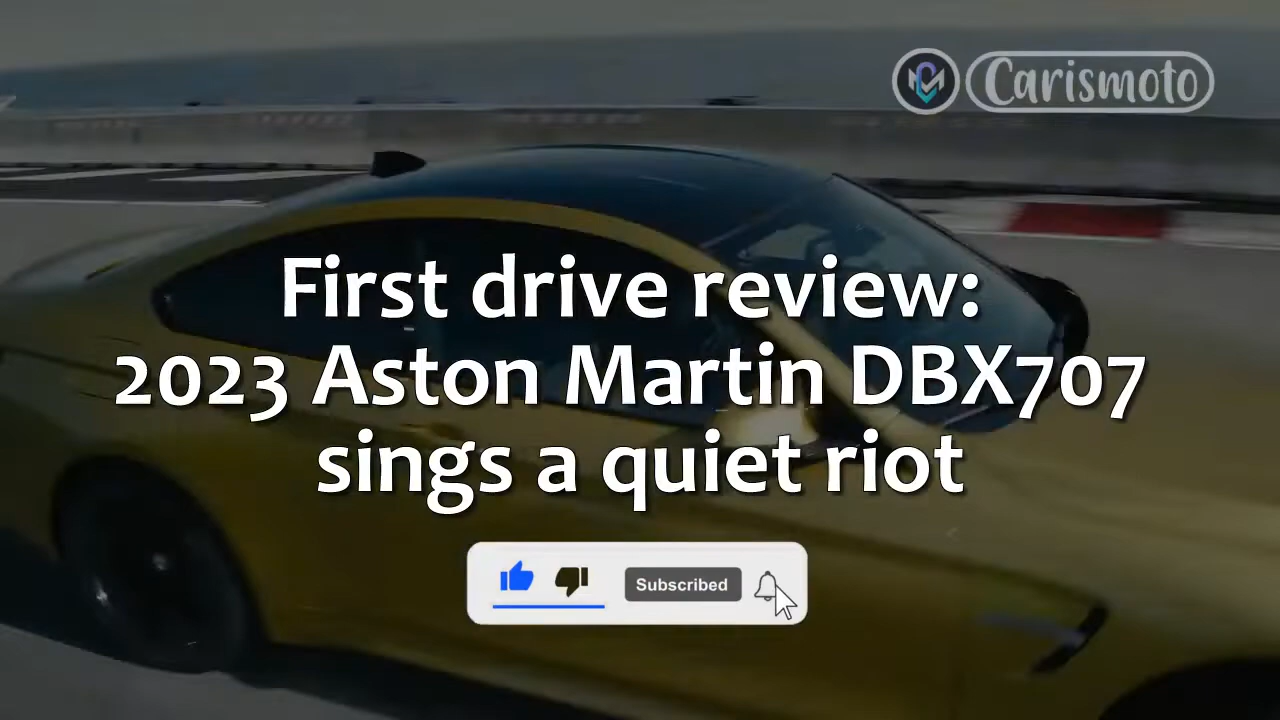 Carismoto
First drive review:
2023 Aston Martin DBX707
sings a quiet riot
Subscribed